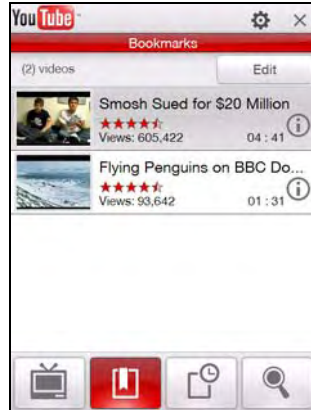 YouTube
Bookmarks
(2) videos
Edit
Smosh Sued for $20 Million
Views: 605,422
04 : 41
Flying Penguins on BBC Do...
Views: 93,642
01 : 31